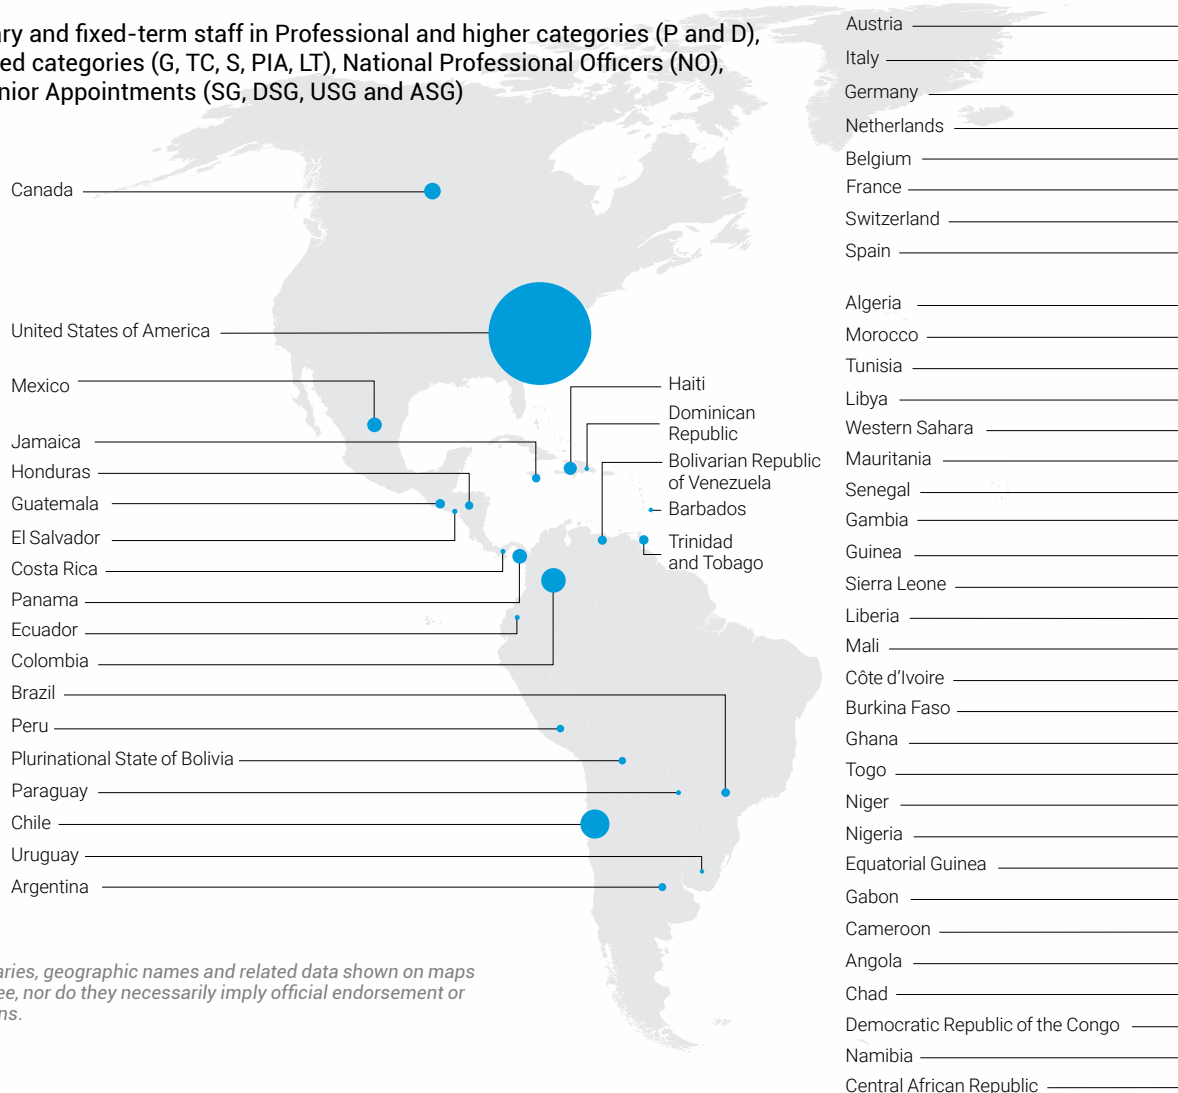 ary and fixed-term staff in Professional and higher categories (P and D),
ed categories (G, TC, S, PIA, LT), National Professional Officers (NO),
nior Appointments (SG, DSG, USG and ASG)
Canada
United States of America
Mexico
Jamaica
Honduras
Guatemala
El Salvador
Costa Rica
Panama
Ecuador
Colombia
Brazil
Peru
Plurinational State of Bolivia
Paraguay
Chile
Uruguay
Argentina
Haiti
Dominican
Republic
Bolivarian Republic
of Venezuela
Barbados
Trinidad
and Tobago
Austria
Italy
Germany
Netherlands
Belgium
France
Switzerland
Spain
Algeria
Morocco
Tunisia
Libya
Western Sahara
Mauritania
Senegal
Gambia
Guinea
Sierra Leone
Liberia
Mali
Côte d'Ivoire
Burkina Faso
Ghana
Togo
Niger
Nigeria
Equatorial Guinea
Gabon
Cameroon
Angola
Chad
Democratic Republic of the Congo
Namibia
Central African Republic
aries, geographic names and related data shown on maps
ee, nor do they necessarily imply official endorsement or
ns.